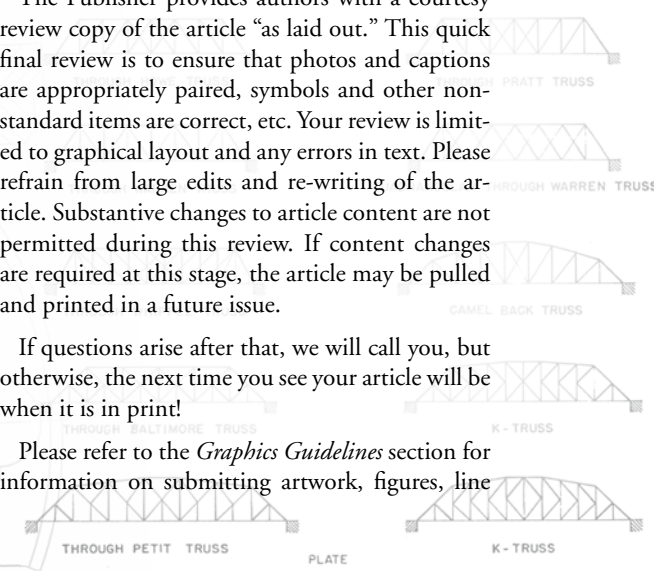 The Publisher provides authors with a courtesy
review copy of the article “as laid out.” This quick
final review is to ensure that photos and captions
are appropriately paired, symbols and other non-
standard items are correct, etc. Your review is limit-
ed to graphical layout and any errors in text. Please
refrain from large edits and re-writing of the ar-
ticle. Substantive changes to article content are not
permitted during this review. If content changes
are required at this stage, the article may be pulled
and printed in a future issue.
If questions arise after that, we will call you, but
otherwise, the next time you see your article will be
when it is in print!
Please refer to the Graphics Guidelines section for
information on submitting artwork, figures, line
THROUGH PRATT TRUSS
THROUGH WARREN TRUSS
CAMEL BACK TRUSS
THROUGH BALTIMORE TRUSS
K-TRUSS
THROUGH PETIT TRUSS
K-TRUSS
PLATE